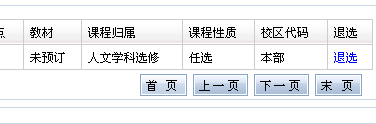 点 教材 课程归属 课程性质 校区代码 退选
未预订 人文学科选修 任选 本部 退选
首 页 上一页 下一页 末 页